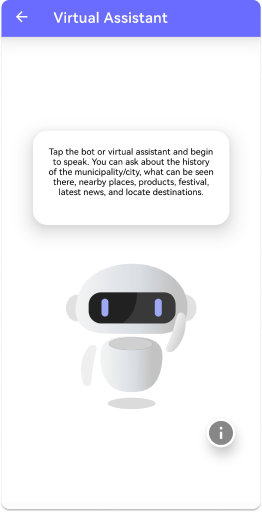 Virtual Assistant
Tap the bot or virtual assistant and begin
to speak. You can ask about the history
of the municipality/city, what can be seen
there, nearby places, products, festival,
latest news, and locate destinations.